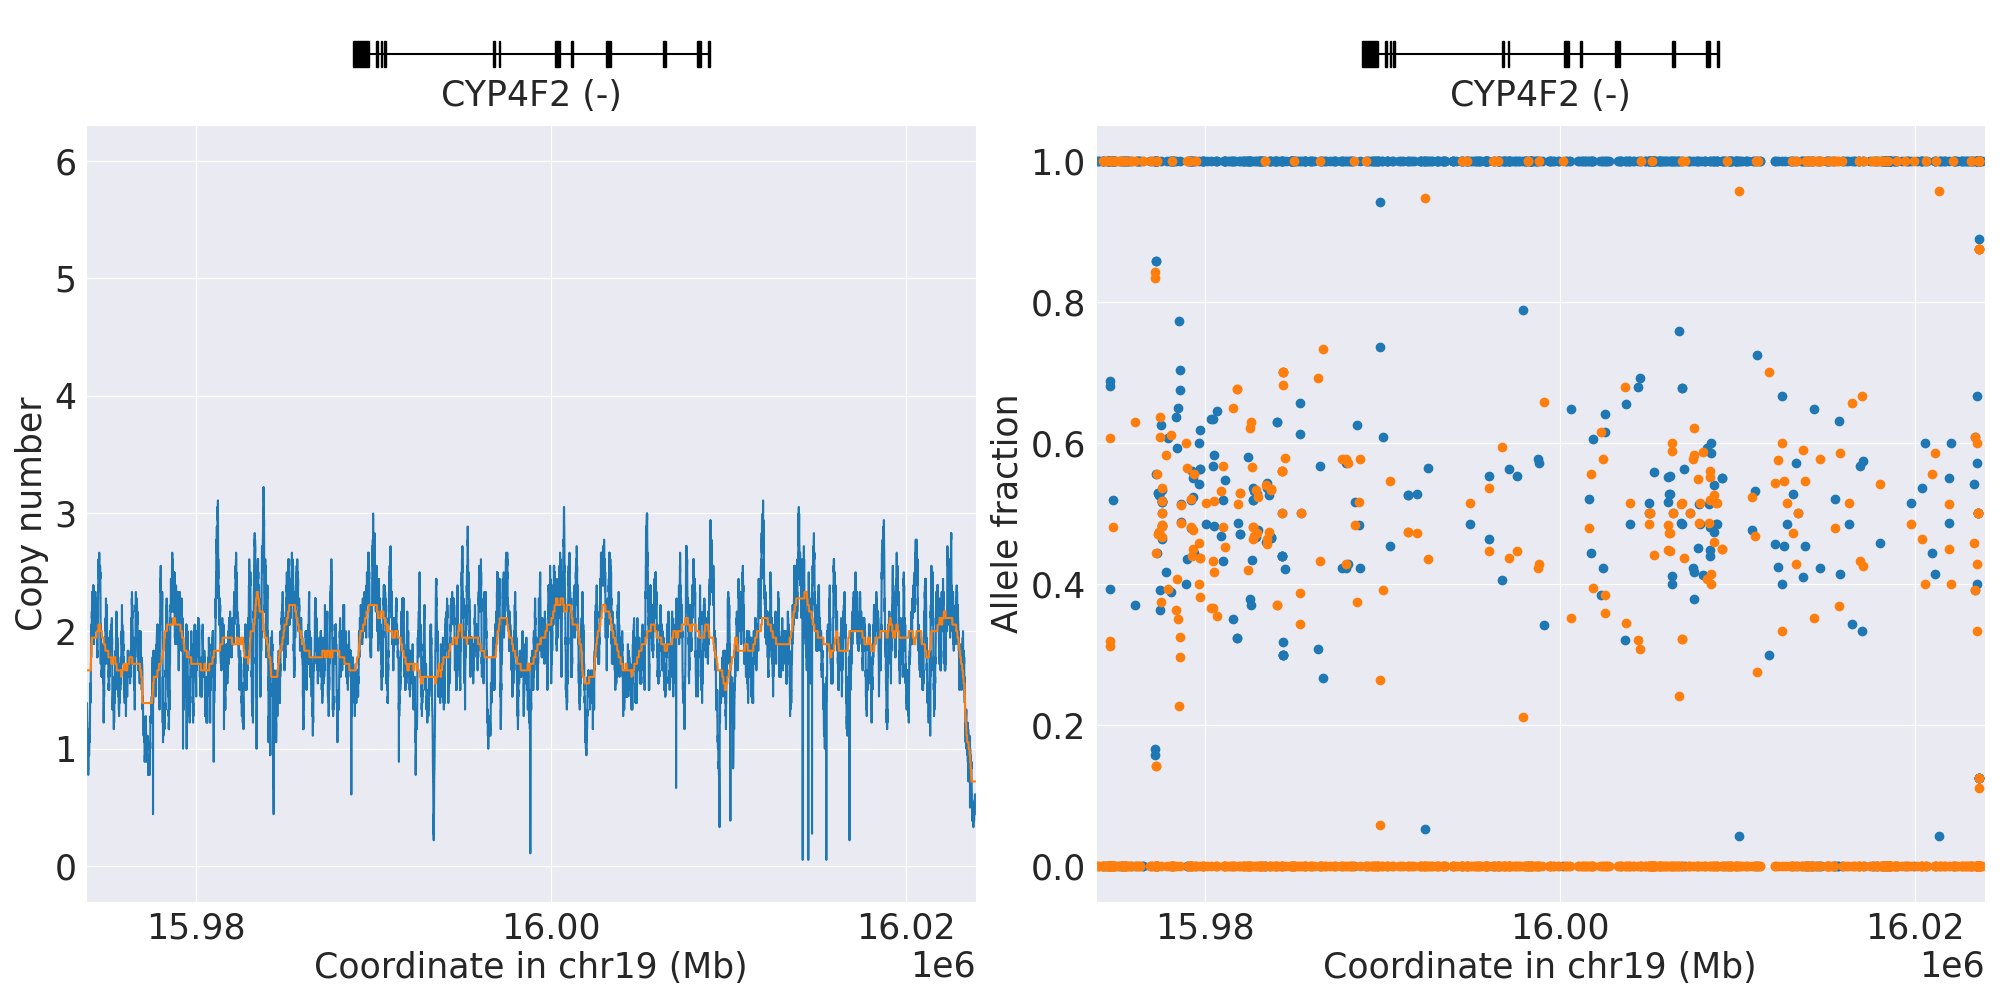 CYP4F2 (-)
Copy number
6
5
4
3
2
1
0
15.98
16.00
16.02
Coordinate in chr19 (Mb)
1e6
CYP4F2 (-)
Allele fraction
1.0
0.8
0.6
0.4
0.2
0.0
15.98
16.00
16.02
Coordinate in chr19 (Mb)
1e6